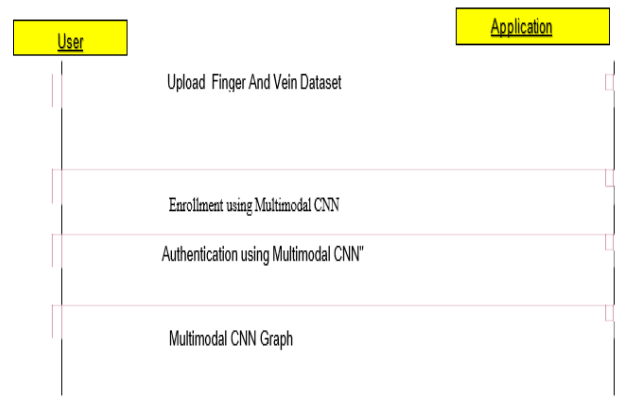 User
Application
Upload Finger And Vein Dataset
Enrollment using Multimodal CNN
Authentication using Multimodal CNN"
Multimodal CNN Graph